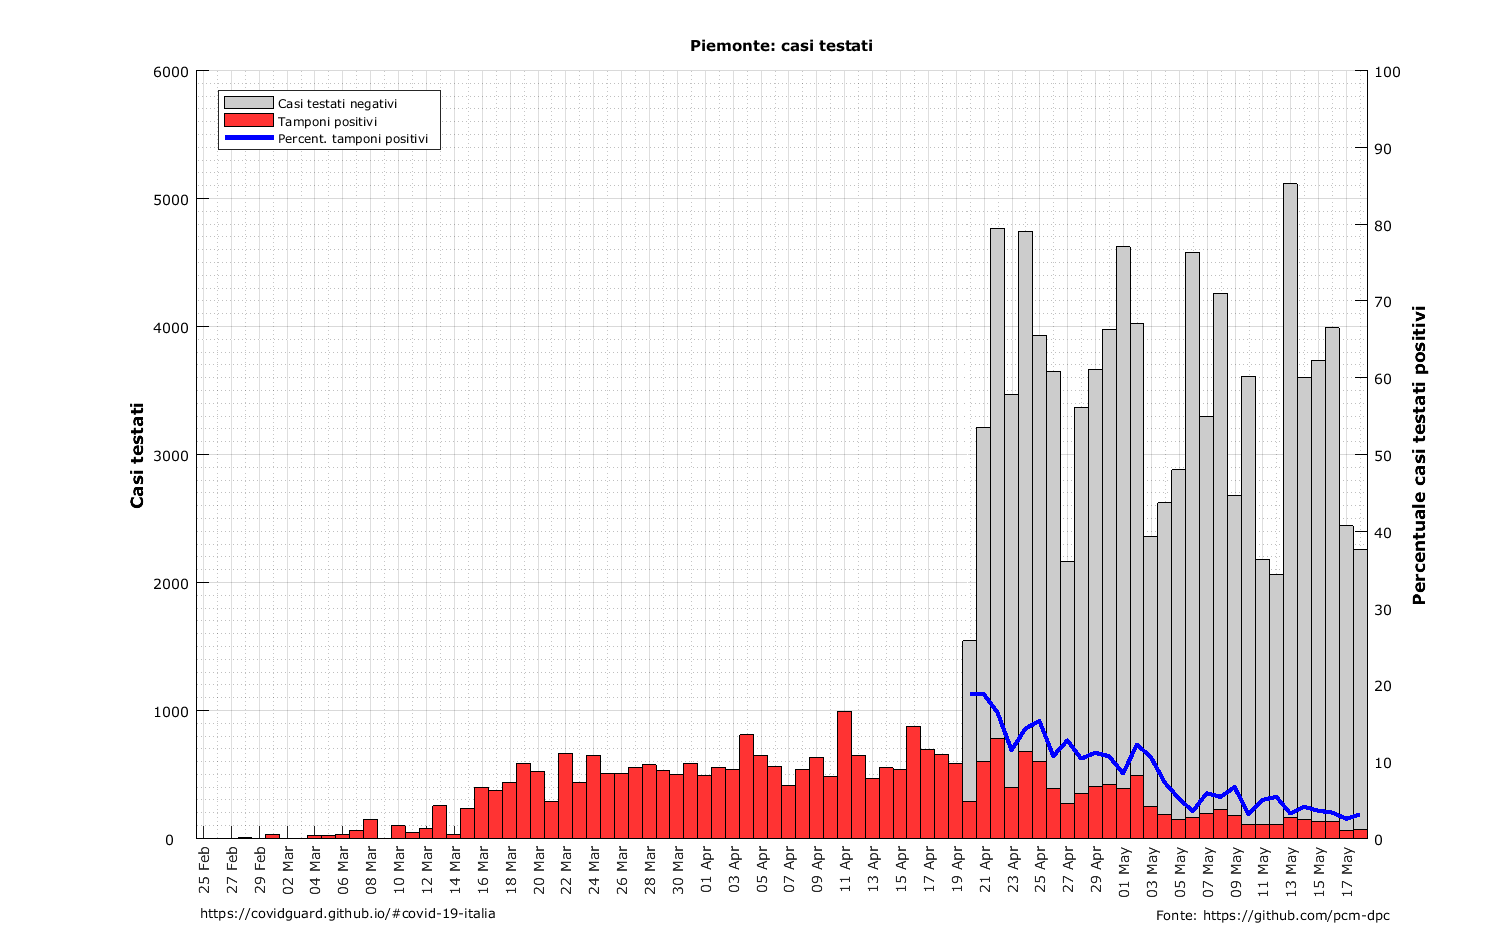 Piemonte: casi testati
6000
5000
4000
3000
2000
1000
0
Casi testati
Casi testati negativi
Tamponi positivi
Percent. tamponi positivi
100
90
80
70
60
50
40
30
20
10
0
Percentuale casi testati positivi
25 Feb
27 Feb
29 Feb
02 Mar
04 Mar
06 Mar
08 Mar
10 Mar
12 Mar
14 Mar
16 Mar
18 Mar
20 Mar
22 Mar
24 Mar
26 Mar
28 Mar
30 Mar
01 Apr
03 Apr
05 Apr
07 Apr
09 Apr
11 Apr
13 Apr
15 Apr
17 Apr
19 Apr
21 Apr
23 Apr
25 Apr
27 Apr
29 Apr
01 May
03 May
05 May
07 May
09 May
11 May
13 May
15 May
17 May
https://covidguard.github.io/#covid-19-italia
Fonte: https://github.com/pcm-dpc